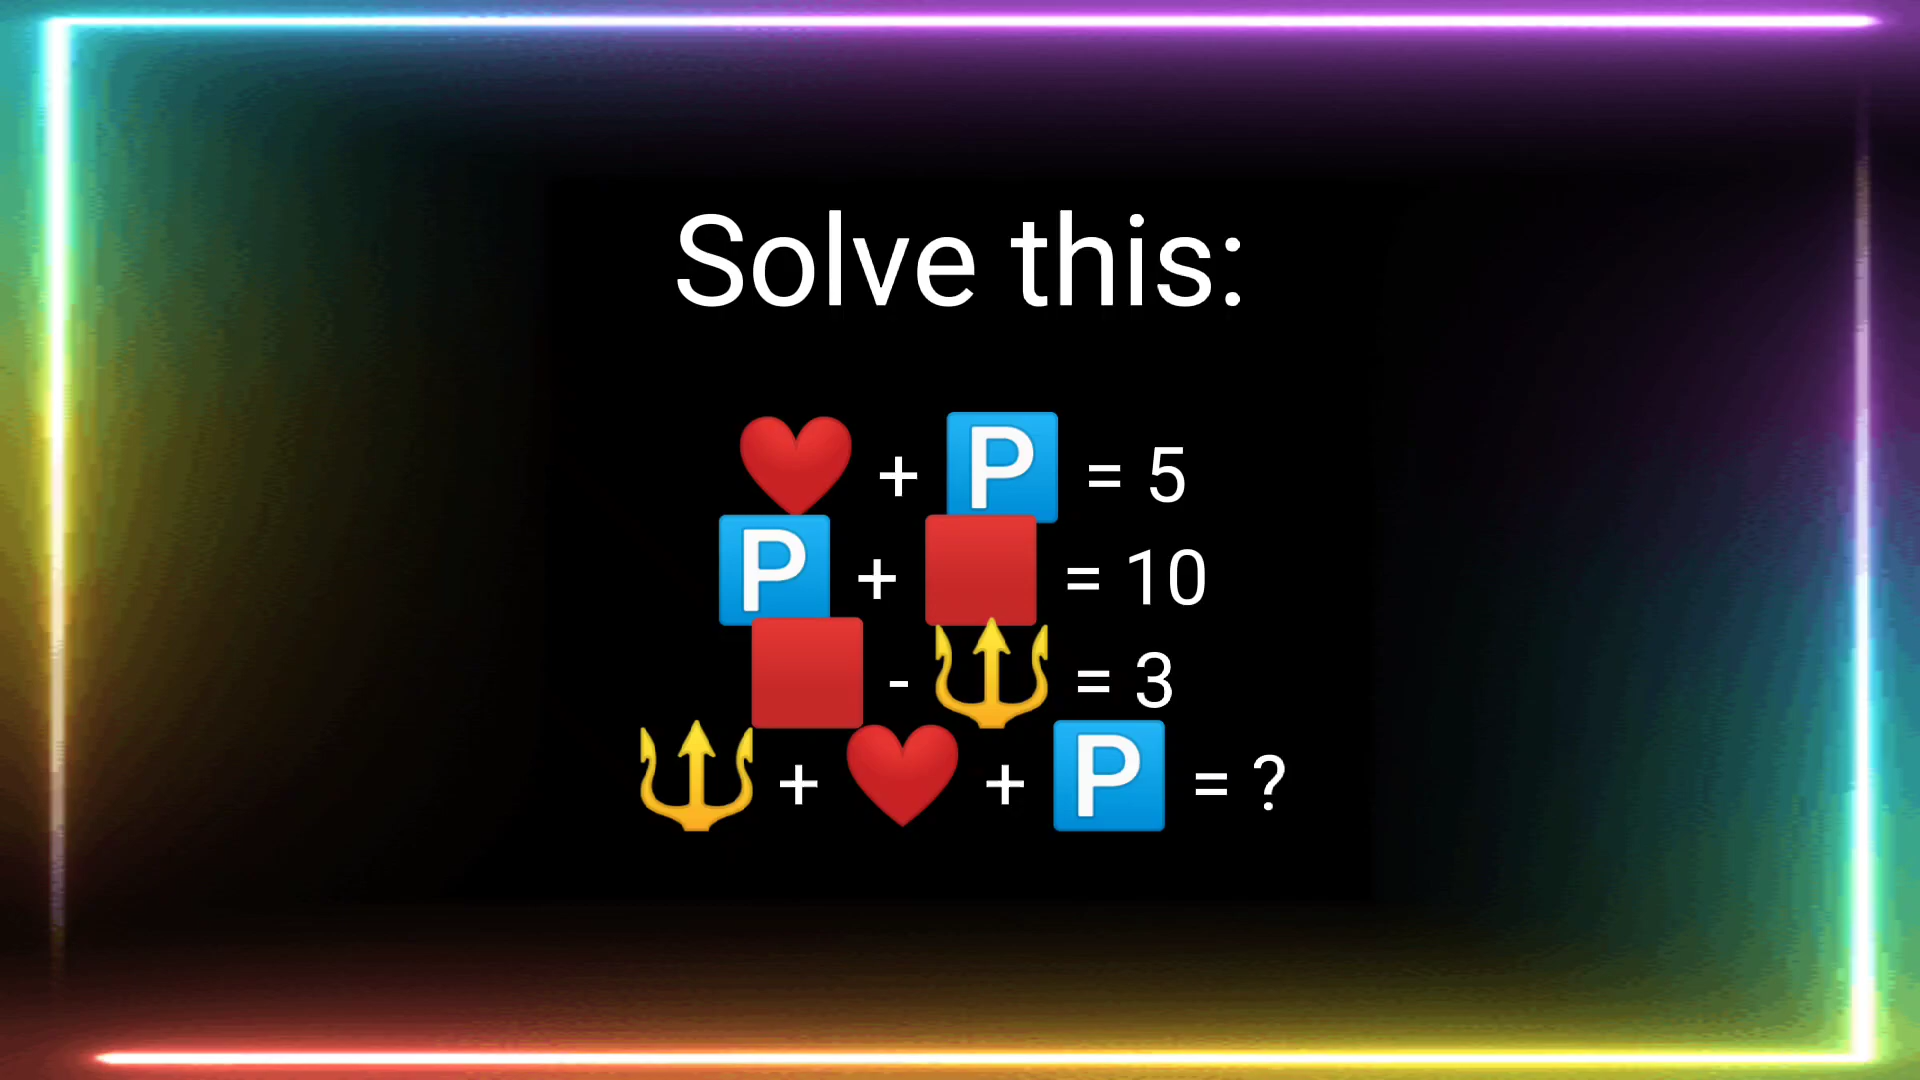 Solve this:
❤️ + 🅿️ = 5
🅿️ + 🟥 = 10
🟥 - 🔱 = 3
🔱 + ❤️ + 🅿️ = ?